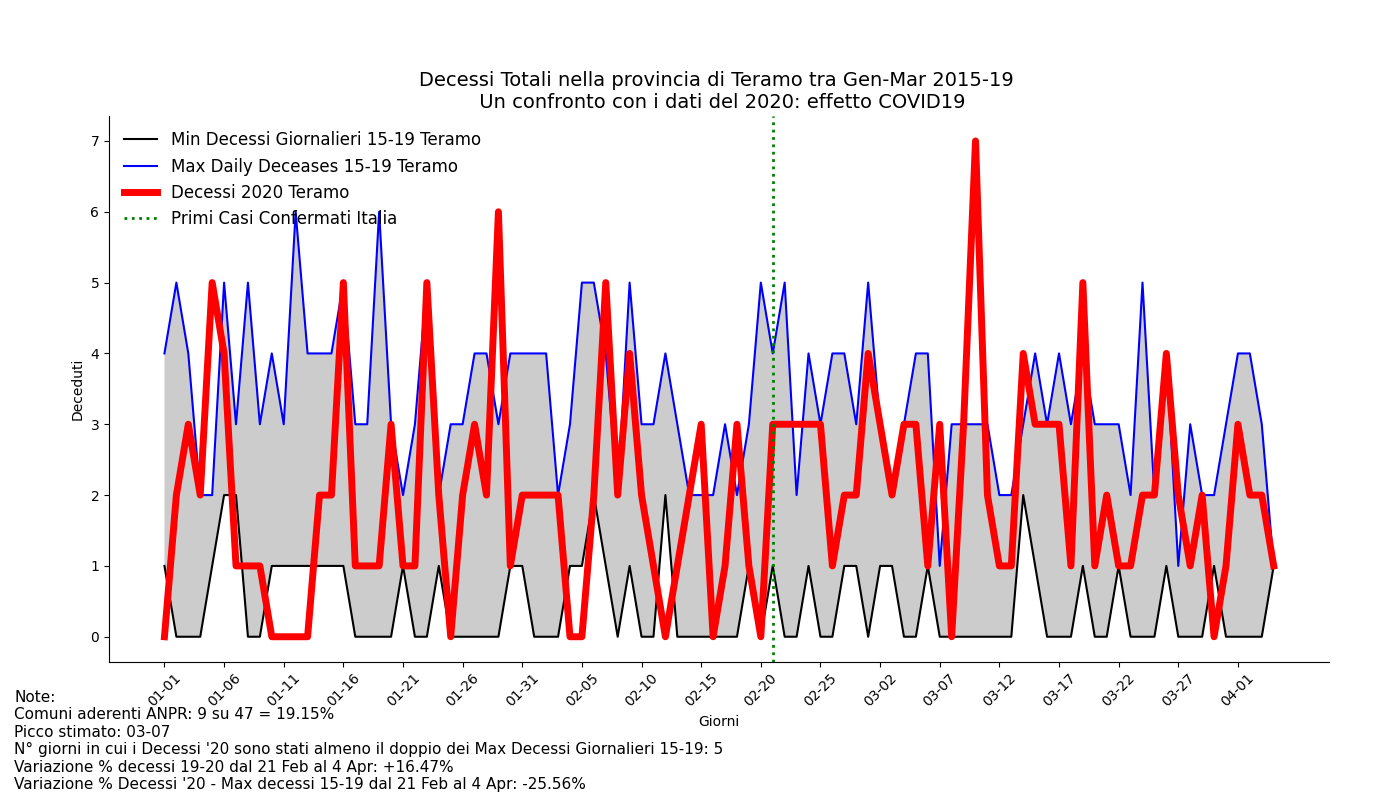 Decessi Totali nella provincia di Teramo tra Gen-Mar 2015-19
Un confronto con i dati del 2020: effetto COVID19
Min Decessi Giornalieri 15-19 Teramo
Max Daily Deceases 15-19 Teramo
Decessi 2020 Teramo
Primi Casi Confermati Italia
Deceduti
7
6
5
4
3
2
1
0
01-01
01-06
01-11
01-16
01-21
01-26
01-31
02-05
02-10
02-15
02-20
02-25
03-02
03-07
03-12
03-17
03-22
03-27
04-01
Giorni
Note:
Comuni aderenti ANPR: 9 su 47 = 19.15%
Picco stimato: 03-07
N° giorni in cui i Decessi '20 sono stati almeno il doppio dei Max Decessi Giornalieri 15-19: 5
Variazione % decessi 19-20 dal 21 Feb al 4 Apr: +16.47%
Variazione % Decessi '20 - Max decessi 15-19 dal 21 Feb al 4 Apr: -25.56%